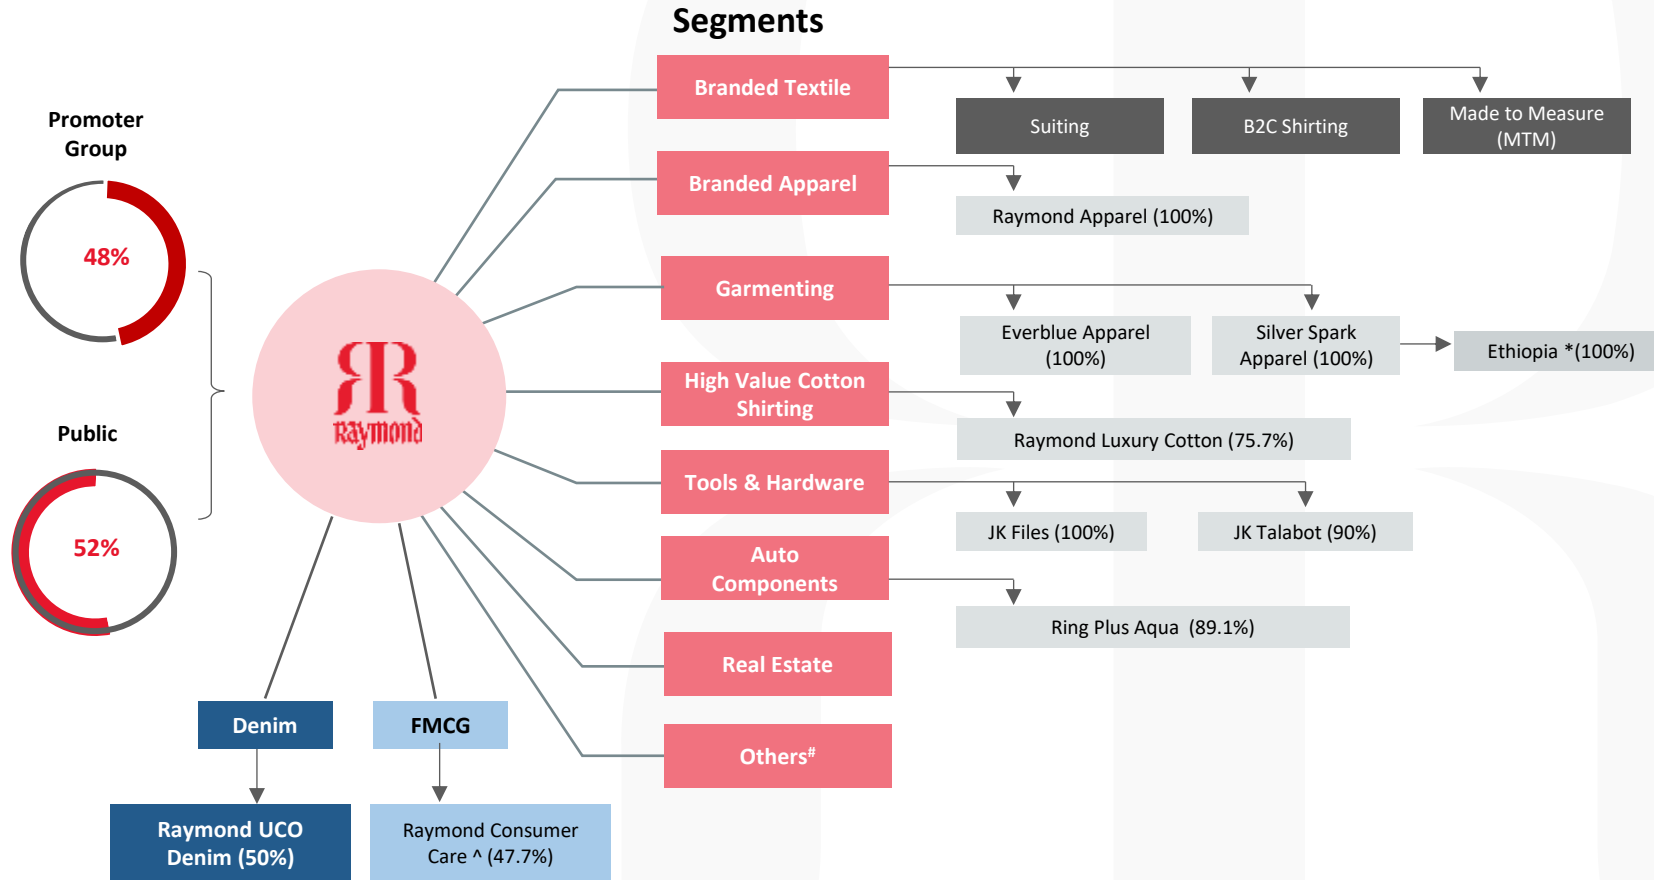 Segments
Promoter
Group
48%
Public
52%
Raymond
Branded Textile
Suiting
B2C Shirting
Made to Measure
(MTM)
Branded Apparel
Raymond Apparel (100%)
Garmenting
Everblue Apparel
(100%)
Silver Spark
Apparel (100%)
Ethiopia *(100%)
High Value Cotton
Shirting
Raymond Luxury Cotton (75.7%)
Tools & Hardware
JK Files (100%)
JK Talabot (90%)
Auto
Components
Ring Plus Aqua (89.1%)
Real Estate
Others#
Denim
Raymond UCO
Denim (50%)
FMCG
Raymond Consumer
Care ^ (47.7%)